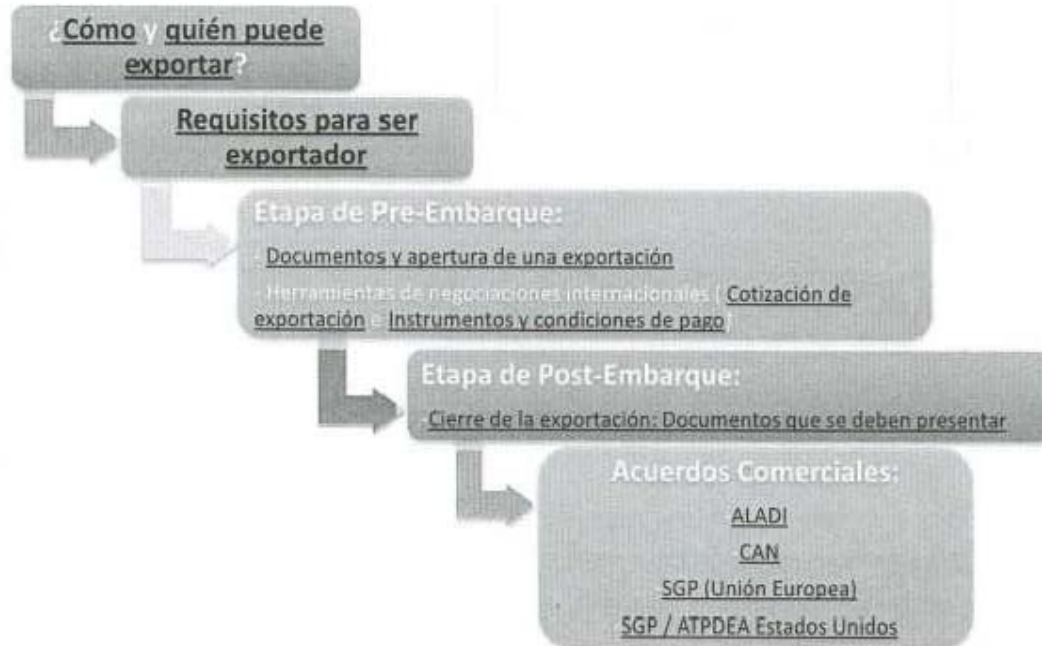 ¿Cómo y quién puede
exportar?
Requisitos para ser
exportador
Etapa de Pre-Embarque:
- Documentos y apertura de una exportación
- Herramientas de negociaciones internacionales ( Cotización de
exportación e Instrumentos y condiciones de pago)
Etapa de Post-Embarque:
- Cierre de la exportación: Documentos que se deben presentar
Acuerdos Comerciales:
ALADI
CAN
SGP (Unión Europea)
SGP / ATPDEA Estados Unidos